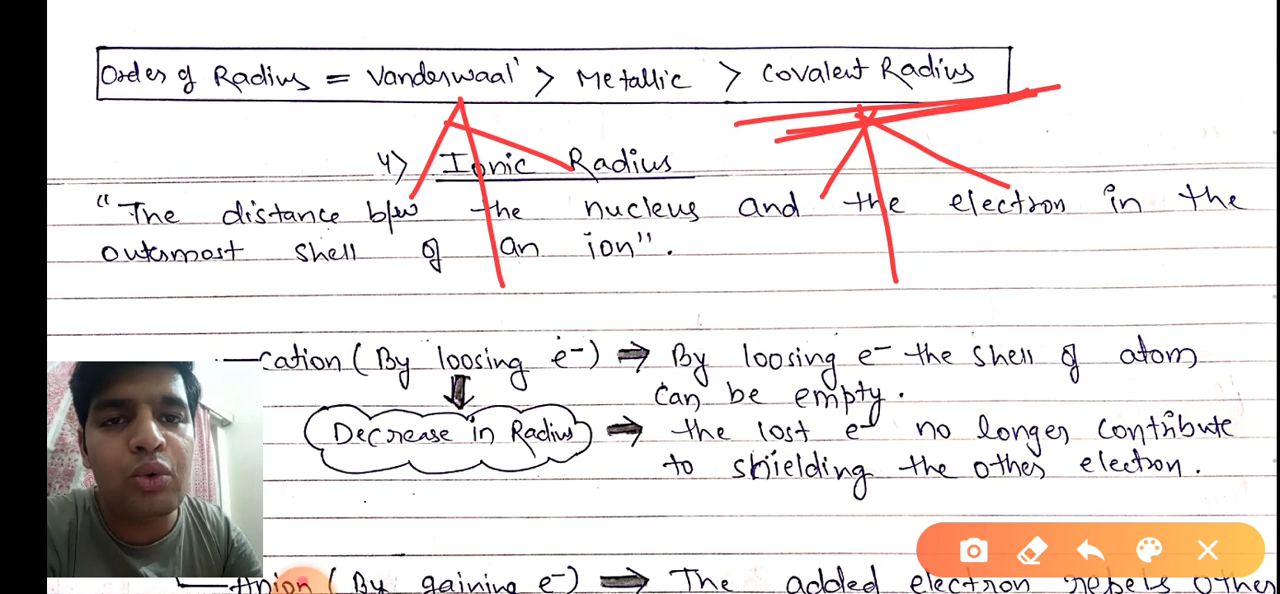 Order of Radius = Vanderwaal' > Metallic > Covalent Radius
4) Ionic Radius
"The distance b/w the nucleus and the electron in the
outermost shell of an ion".
cation (By loosing e-) ⇒ By loosing e- the shell of atom
can be empty.
Decrease in Radius ⇒ the lost e- no longer contribute
to shielding the other electron.
Anion (By gaining e-) ⇒ The added electron rebels other